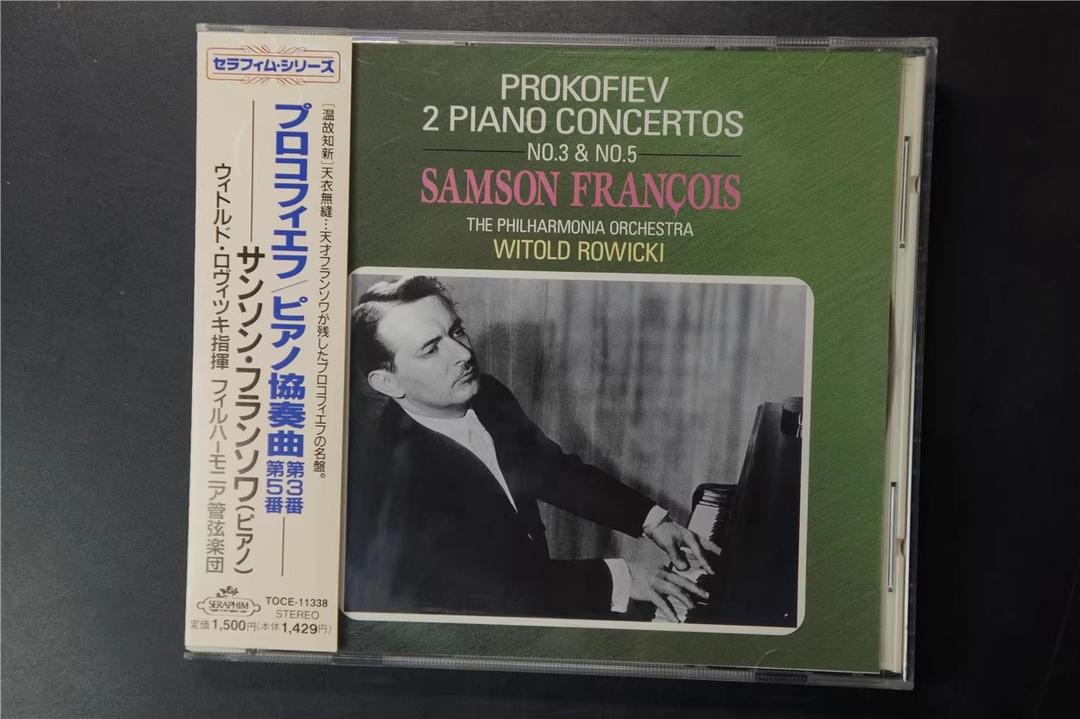 セラフィム・シリーズ
[温故知新]天衣無縫…天才フランソワが残したプロコフィエフの名盤。
プロコフィエフ/ピアノ協奏曲 第3番
第5番
サンソン・フランソワ(ピアノ)
ウィトルド・ロヴィツキ指揮 フィルハーモニア管弦楽団
SERAPHIM
TOCE-11338
STEREO
定価1,500円(本体1,429円)
PROKOFIEV
2 PIANO CONCERTOS
NO.3 & NO.5
SAMSON FRANÇOIS
THE PHILHARMONIA ORCHESTRA
WITOLD ROWICKI